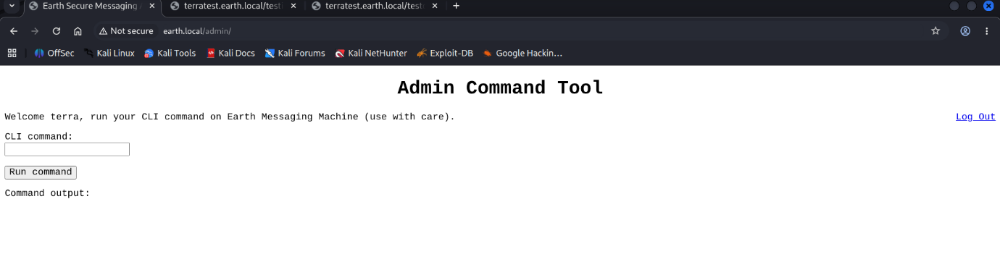 Earth Secure Messaging A
terratest.earth.local/testi
terratest.earth.local/testn
Not secure earth.local/admin/
OffSec Kali Linux Kali Tools Kali Docs Kali Forums Kali NetHunter Exploit-DB Google Hackin...
Admin Command Tool
Welcome terra, run your CLI command on Earth Messaging Machine (use with care). Log Out
CLI command:
Run command
Command output: